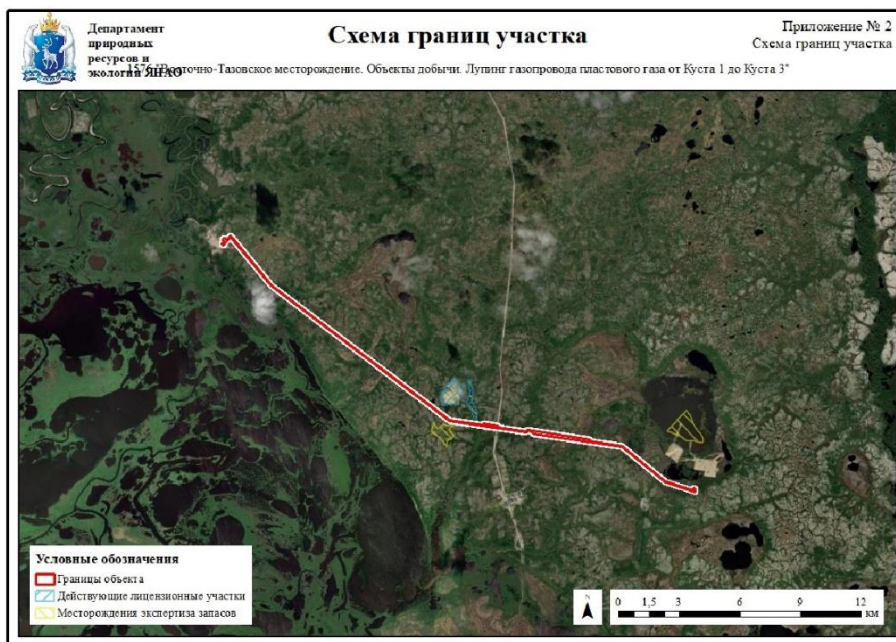 Департамент
природных
ресурсов и
экологии ЯНАО
Схема границ участка
Приложение № 2
Схема границ участка
1576 "Восточно-Тазовское месторождение. Объекты добычи. Лупинг газопровода пластового газа от Куста 1 до Куста 3"
Условные обозначения
Границы объекта
Действующие лицензионные участки
Месторождения экспертиза запасов
0 1,5 3 6 9 12
км